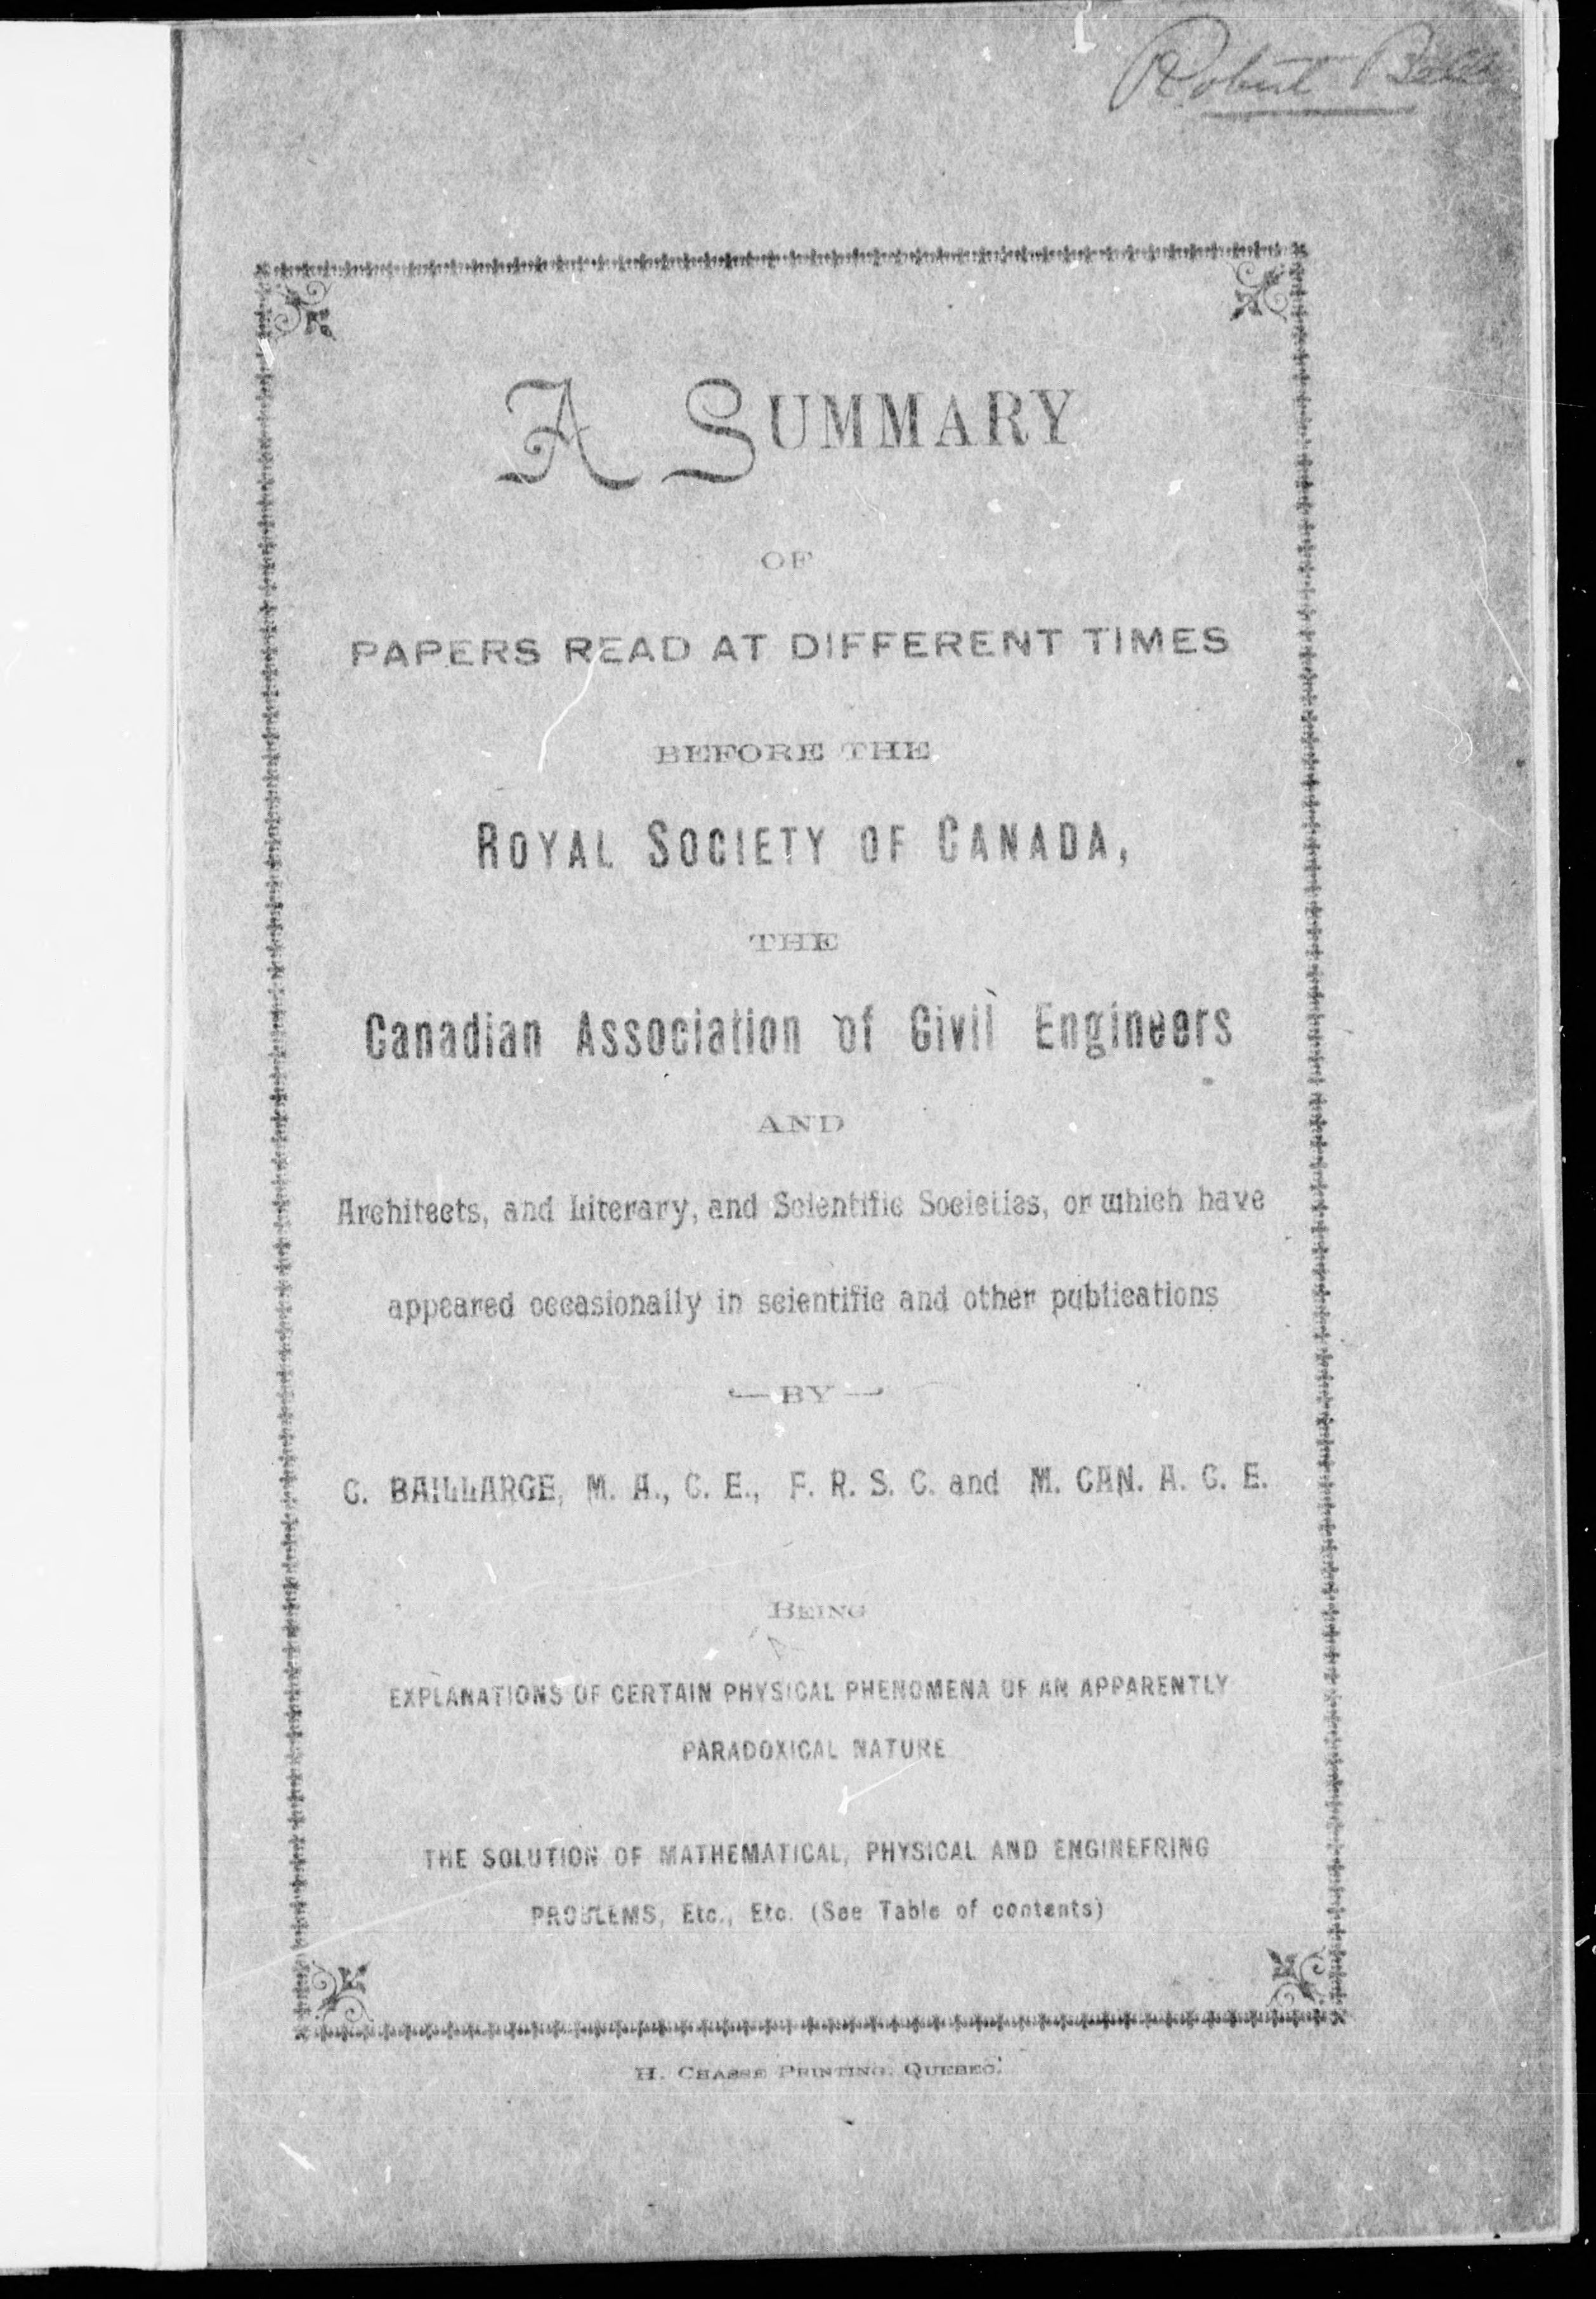 Robert Bell
A SUMMARY
OF
PAPERS READ AT DIFFERENT TIMES
BEFORE THE
ROYAL SOCIETY OF CANADA,
THE
Canadian Association of Civil Engineers
AND
Architects, and Literary, and Scientific Societies, or which have
appeared occasionally in scientific and other publications
— BY —
C. BAILLARGE, M. A., C. E., F. R. S. C. and M. CAN. A. C. E.
BEING
EXPLANATIONS OF CERTAIN PHYSICAL PHENOMENA OF AN APPARENTLY
PARADOXICAL NATURE
THE SOLUTION OF MATHEMATICAL, PHYSICAL AND ENGINEERING
PROBLEMS, Etc., Etc. (See Table of contents)
H. CHASSE PRINTING, QUEBEC.